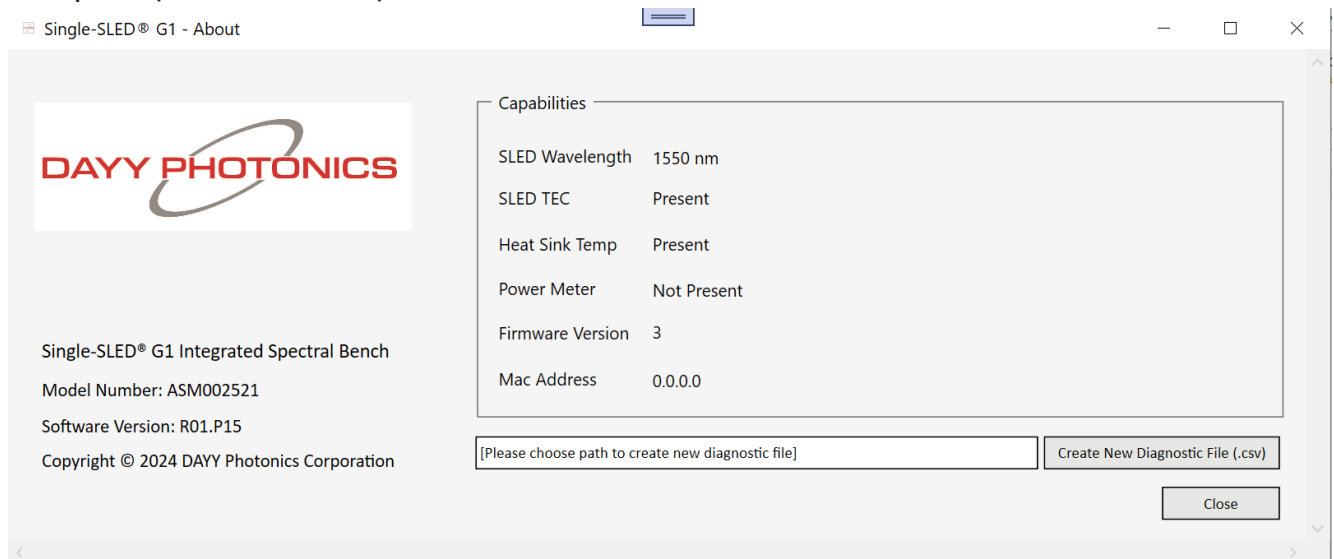 Single-SLED® G1 - About
DAYY PHOTONICS
Single-SLED® G1 Integrated Spectral Bench
Model Number: ASM002521
Software Version: R01.P15
Copyright © 2024 DAYY Photonics Corporation
Capabilities
SLED Wavelength 1550 nm
SLED TEC Present
Heat Sink Temp Present
Power Meter Not Present
Firmware Version 3
Mac Address 0.0.0.0
[Please choose path to create new diagnostic file] Create New Diagnostic File (.csv)
Close